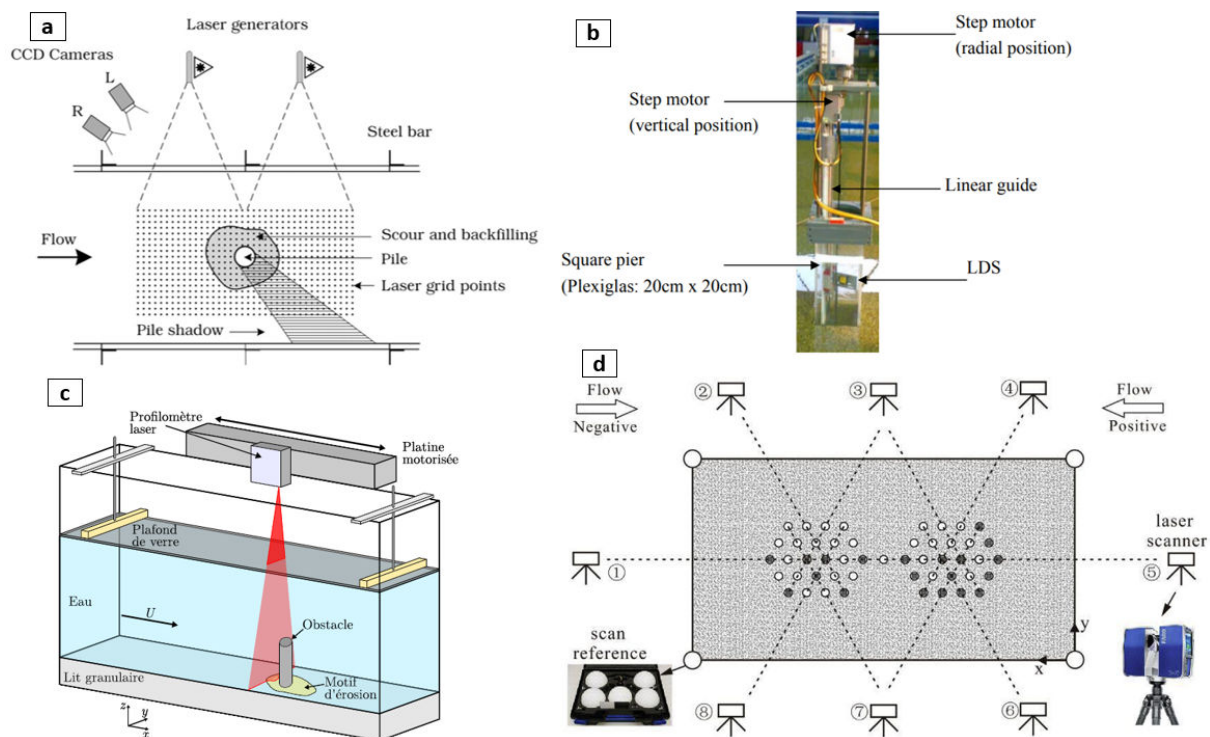 a
Laser generators
CCD Cameras
L
R
Steel bar
Flow
Scour and backfilling
Pile
Laser grid points
Pile shadow
b
Step motor
(radial position)
Step motor
(vertical position)
Linear guide
Square pier
(Plexiglas: 20cm x 20cm)
LDS
c
Profilomètre
laser
Platine
motorisée
Plafond
de verre
Eau
U
Obstacle
Lit granulaire
Motif
d'érosion
z
y
x
d
Flow
Negative
②
③
④
Flow
Positive
①
laser
scanner
⑤
scan
reference
y
x
⑧
⑦
⑥